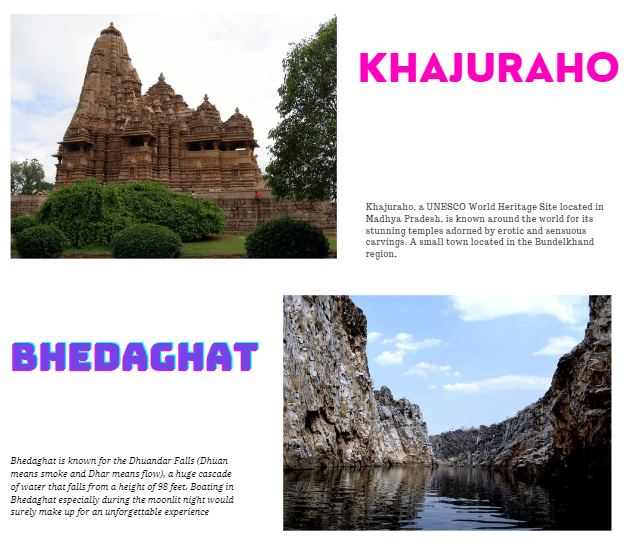 KHAJURAHO
Khajuraho, a UNESCO World Heritage Site located in
Madhya Pradesh, is known around the world for its
stunning temples adorned by erotic and sensuous
carvings. A small town located in the Bundelkhand
region.
BHEDAGHAT
Bhedaghat is known for the Dhuandar Falls (Dhuan
means smoke and Dhar means flow), a huge cascade
of water that falls from a height of 98 feet. Boating in
Bhedaghat especially during the moonlit night would
surely make up for an unforgettable experience